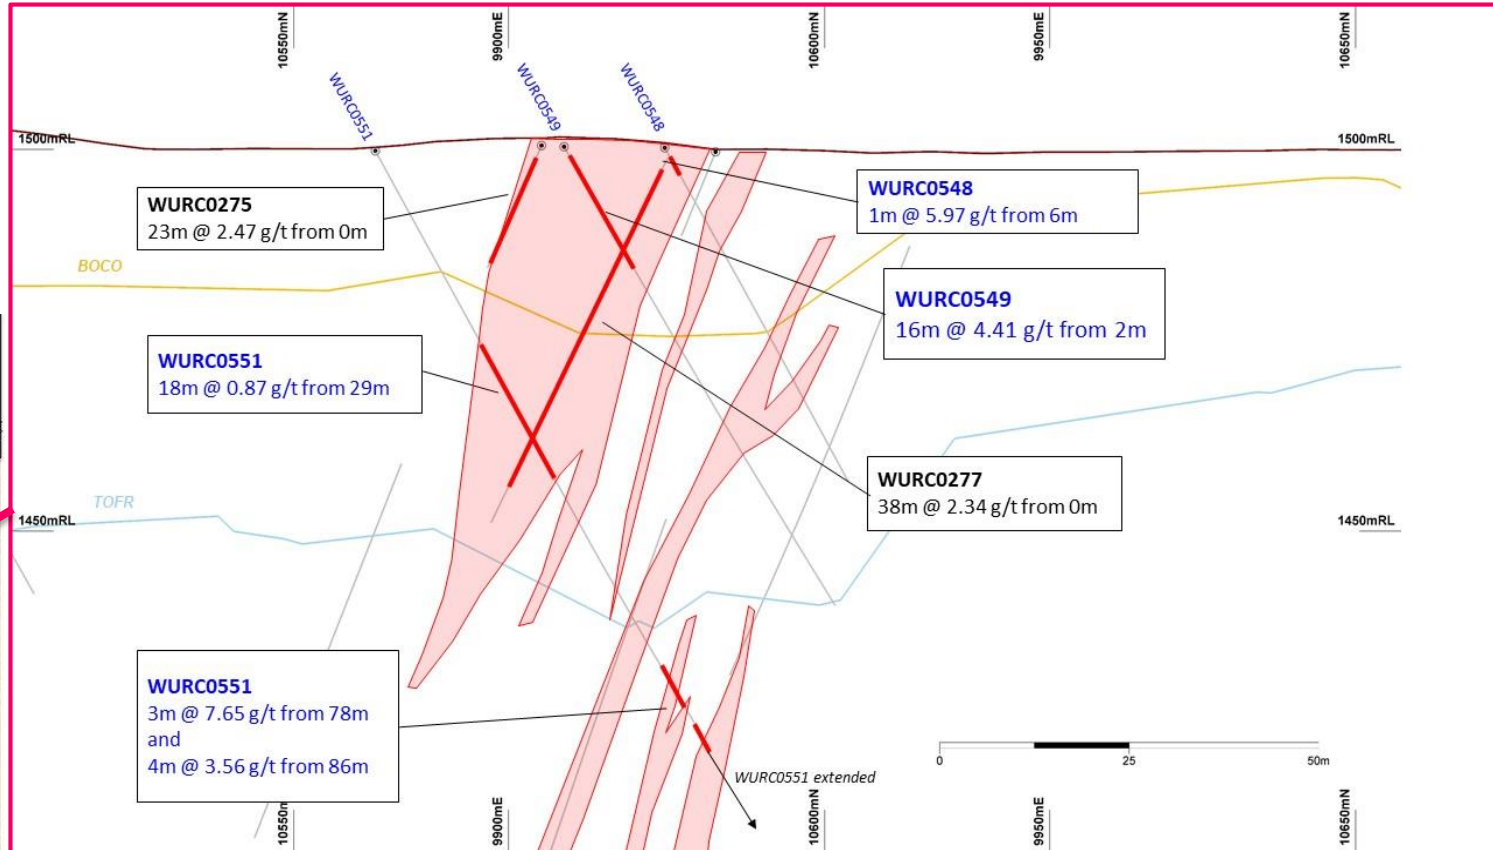 10550mN
9900mE
10600mN
9950mE
10650mN
WURC0551
WURC0549
WURC0548
1500mRL
1500mRL
WURC0275
23m @ 2.47 g/t from 0m
WURC0548
1m @ 5.97 g/t from 6m
BOCO
WURC0549
16m @ 4.41 g/t from 2m
WURC0551
18m @ 0.87 g/t from 29m
WURC0277
38m @ 2.34 g/t from 0m
TOFR
1450mRL
1450mRL
WURC0551
3m @ 7.65 g/t from 78m
and
4m @ 3.56 g/t from 86m
0 25 50m
WURC0551 extended
10550mN
9900mE
10600mN
9950mE
10650mN